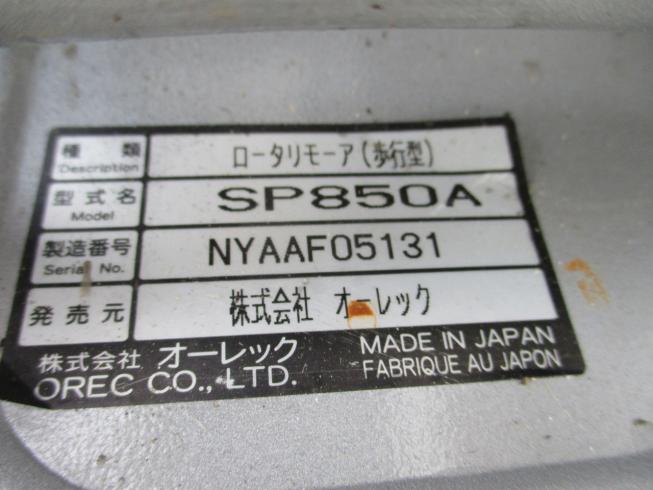 種類 ロータリモーア(歩行型)
Description
型式名 SP850A
Model
製造番号 NYAAF05131
Serial No.
発売元 株式会社 オーレック
株式会社 オーレック MADE IN JAPAN
OREC CO., LTD. FABRIQUE AU JAPON